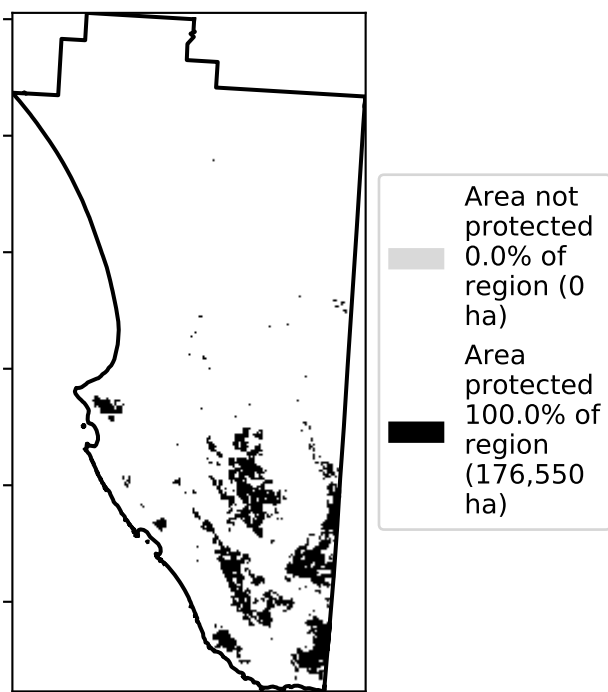 Area not
protected
0.0% of
region (0
ha)
Area
protected
100.0% of
region
(176,550
ha)